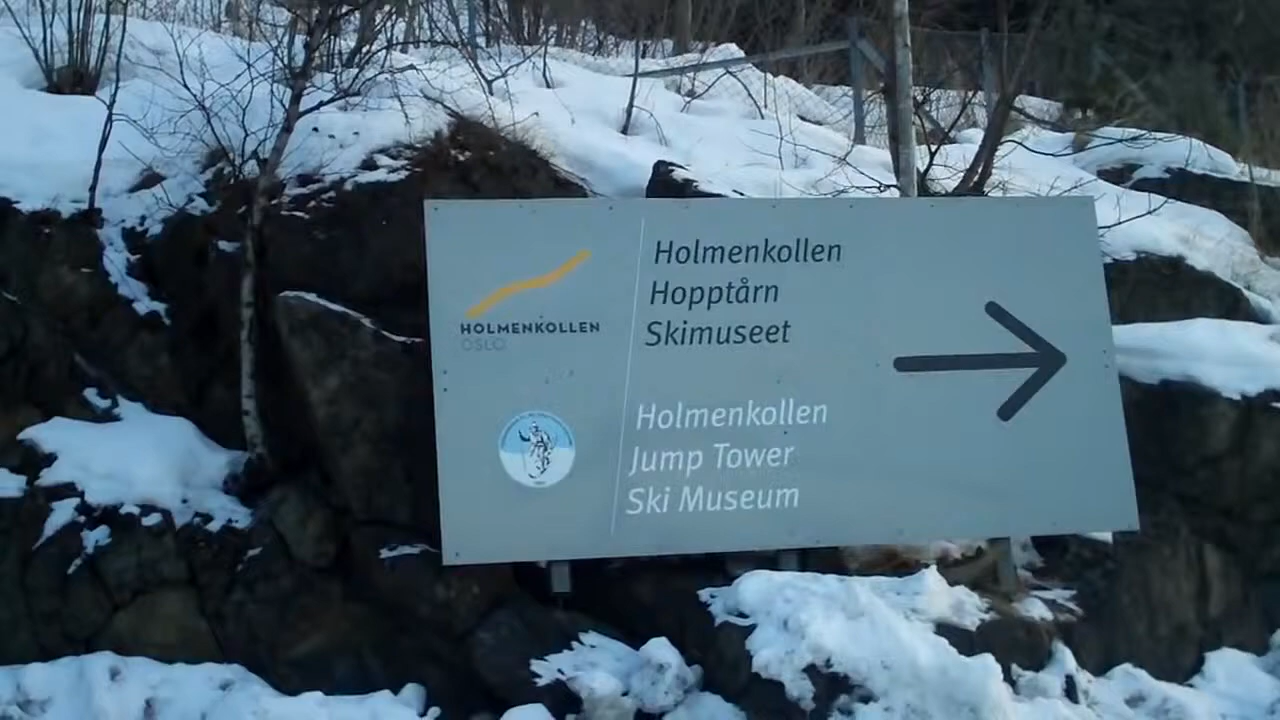 HOLMENKOLLEN
OSLO
Holmenkollen
Hopptårn
Skimuseet
Holmenkollen
Jump Tower
Ski Museum